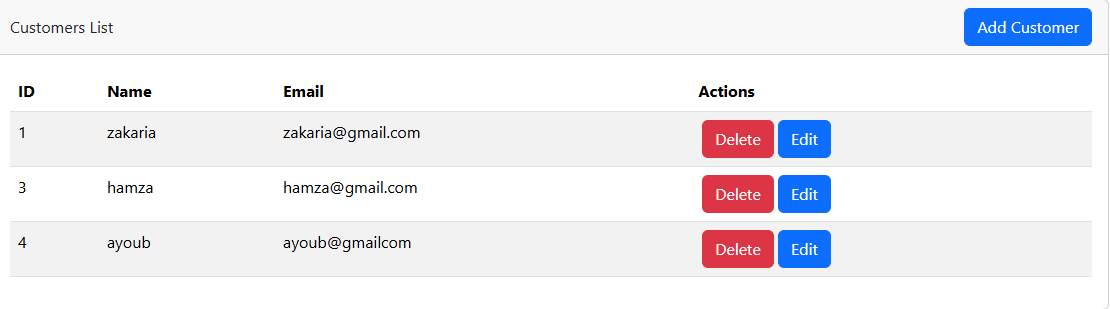 Customers List Add Customer
ID Name Email Actions
1 zakaria zakaria@gmail.com Delete Edit
3 hamza hamza@gmail.com Delete Edit
4 ayoub ayoub@gmailcom Delete Edit